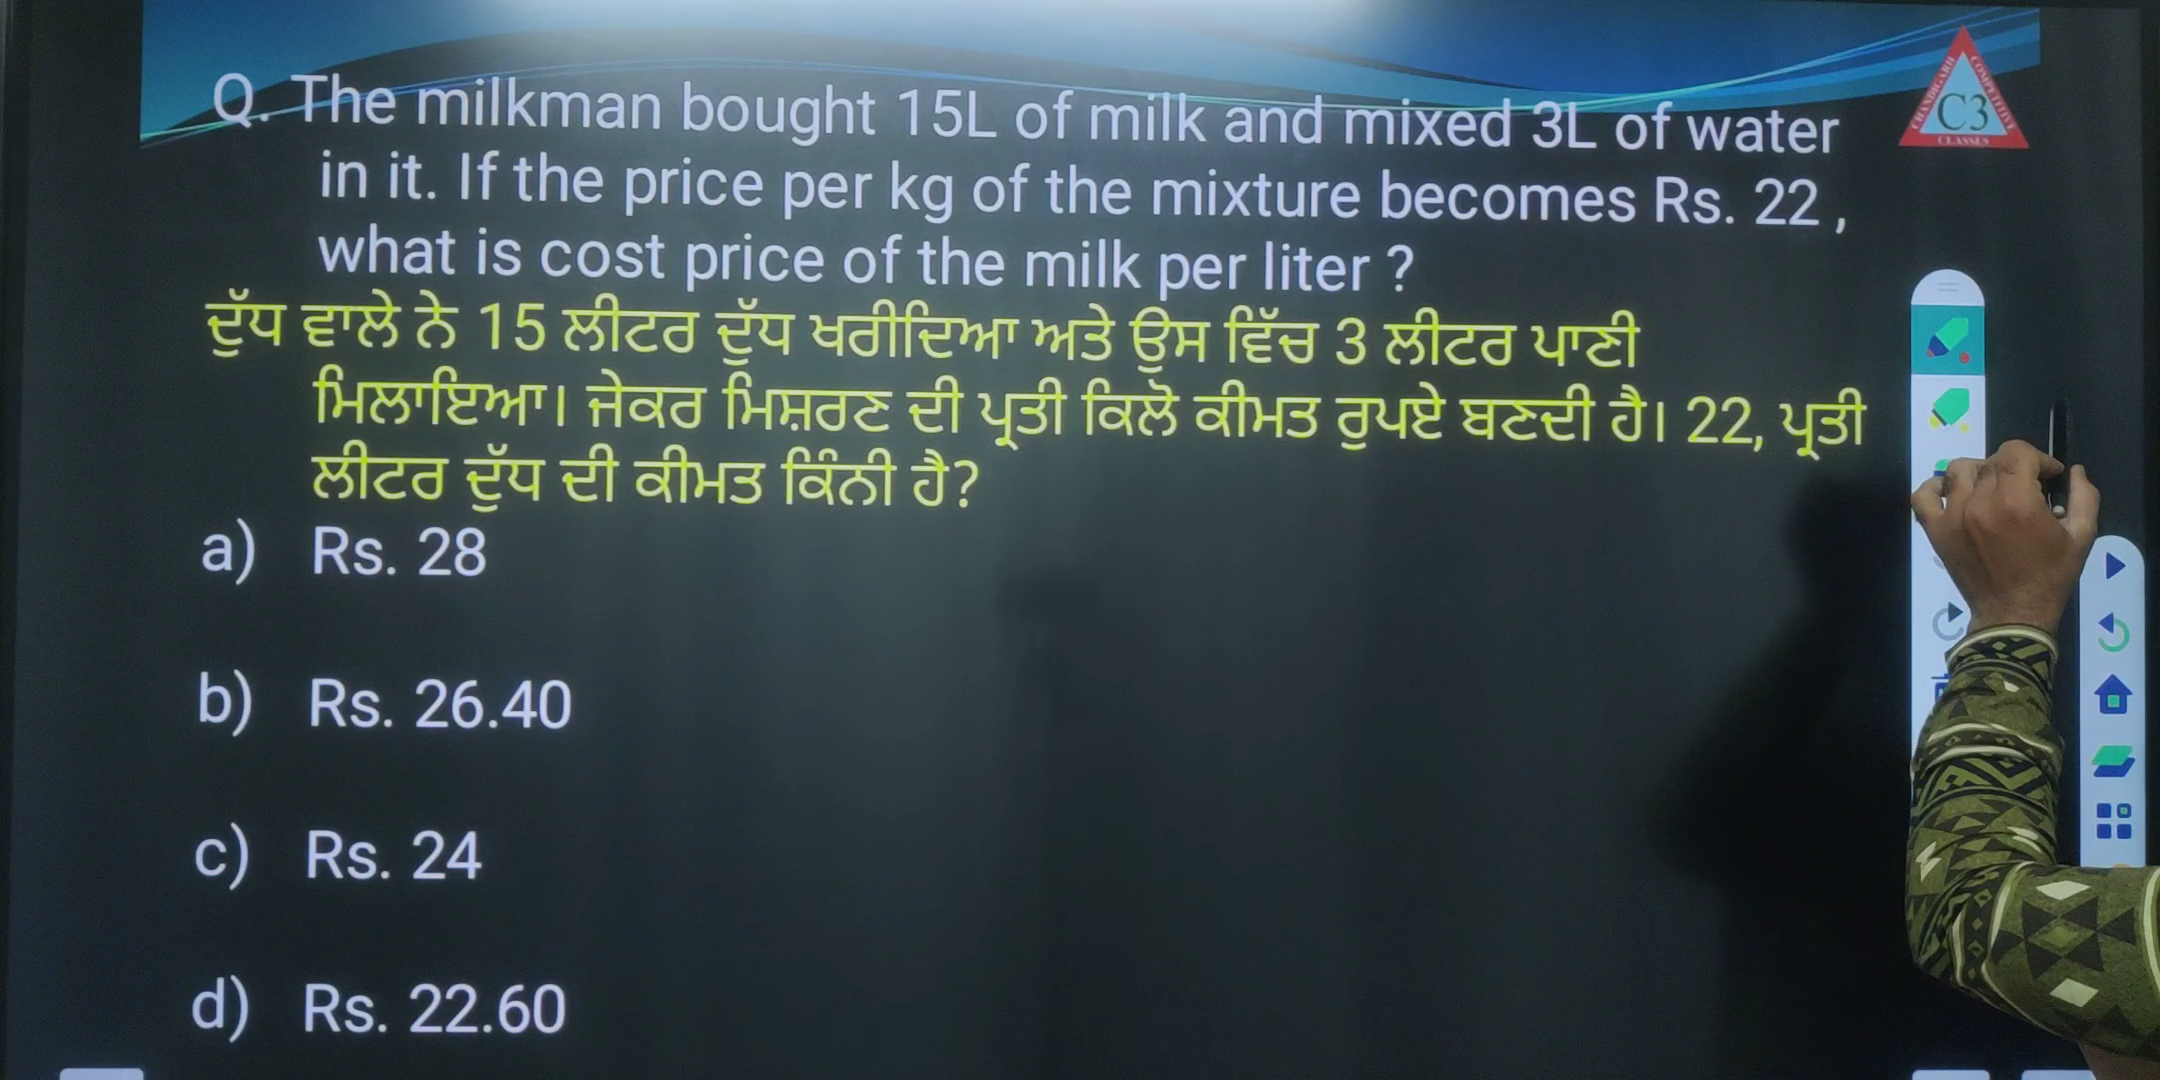 Q. The milkman bought 15L of milk and mixed 3L of water
in it. If the price per kg of the mixture becomes Rs. 22 ,
what is cost price of the milk per liter ?
ਦੁੱਧ ਵਾਲੇ ਨੇ 15 ਲੀਟਰ ਦੁੱਧ ਖਰੀਦਿਆ ਅਤੇ ਉਸ ਵਿੱਚ 3 ਲੀਟਰ ਪਾਣੀ
ਮਿਲਾਇਆ। ਜੇਕਰ ਮਿਸ਼ਰਣ ਦੀ ਪ੍ਰਤੀ ਕਿਲੋ ਕੀਮਤ ਰੁਪਏ ਬਣਦੀ ਹੈ। 22, ਪ੍ਰਤੀ
ਲੀਟਰ ਦੁੱਧ ਦੀ ਕੀਮਤ ਕਿੰਨੀ ਹੈ?
a) Rs. 28
b) Rs. 26.40
c) Rs. 24
d) Rs. 22.60
CHANDIGARH
COMPETITIVE
C3
CLASSES